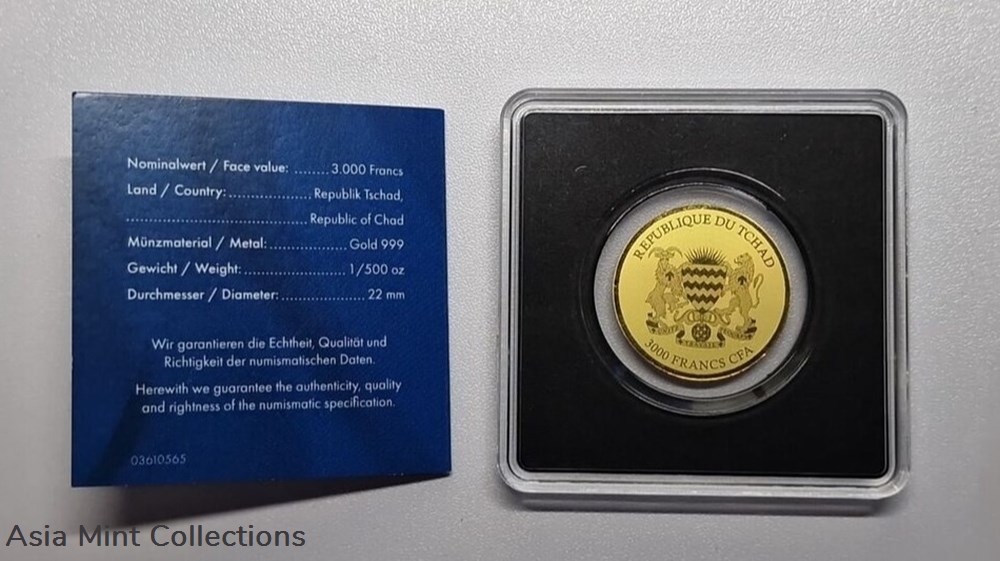 Nominalwert / Face value: ........ 3.000 Francs
Land / Country: .................... Republik Tschad,
........................................... Republic of Chad
Münzmaterial / Metal: ................ Gold 999
Gewicht / Weight: ...................... 1/500 oz
Durchmesser / Diameter: .................. 22 mm
Wir garantieren die Echtheit, Qualität und
Richtigkeit der numismatischen Daten.
Herewith we guarantee the authenticity, quality
and rightness of the numismatic specification.
03610565
REPUBLIQUE DU TCHAD
3000 FRANCS CFA
Asia Mint Collections